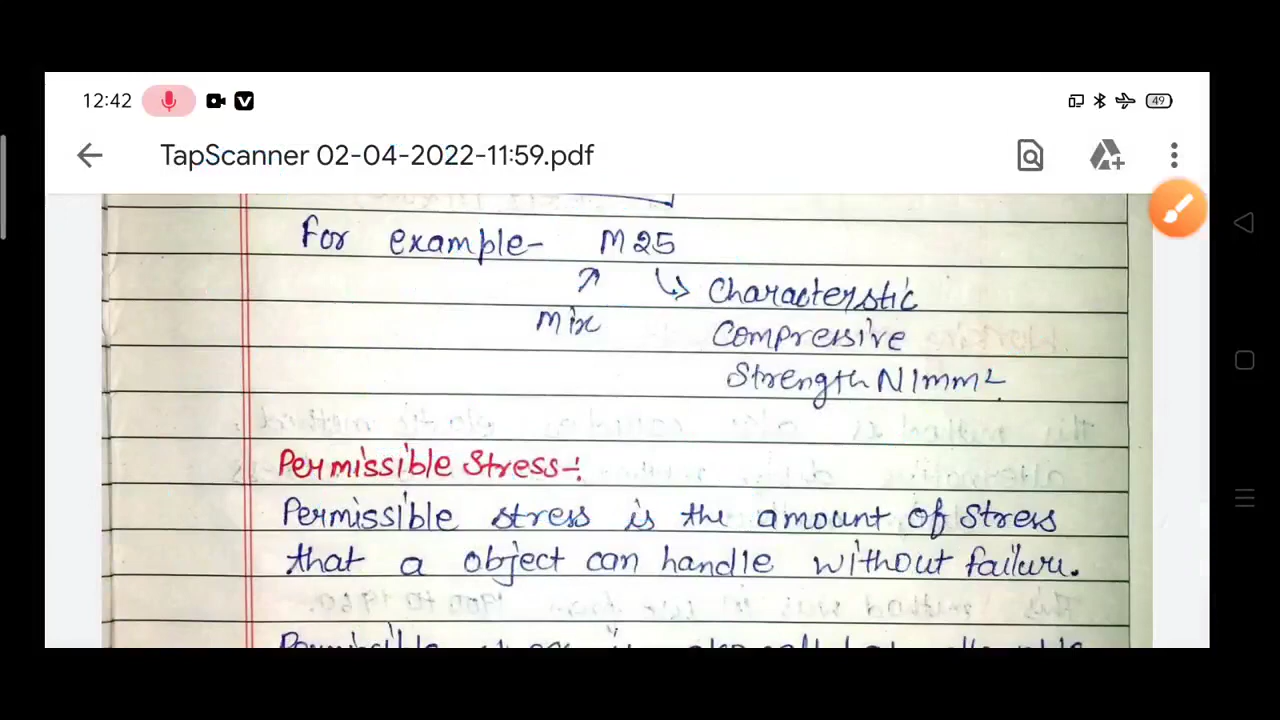 12:42
49
TapScanner 02-04-2022-11:59.pdf
For example- M25
Mix
Characterstic
Compressive
Strength N/mm2
Permissible Stress-:
Permissible stress is the amount of stress
that a object can handle without failure.